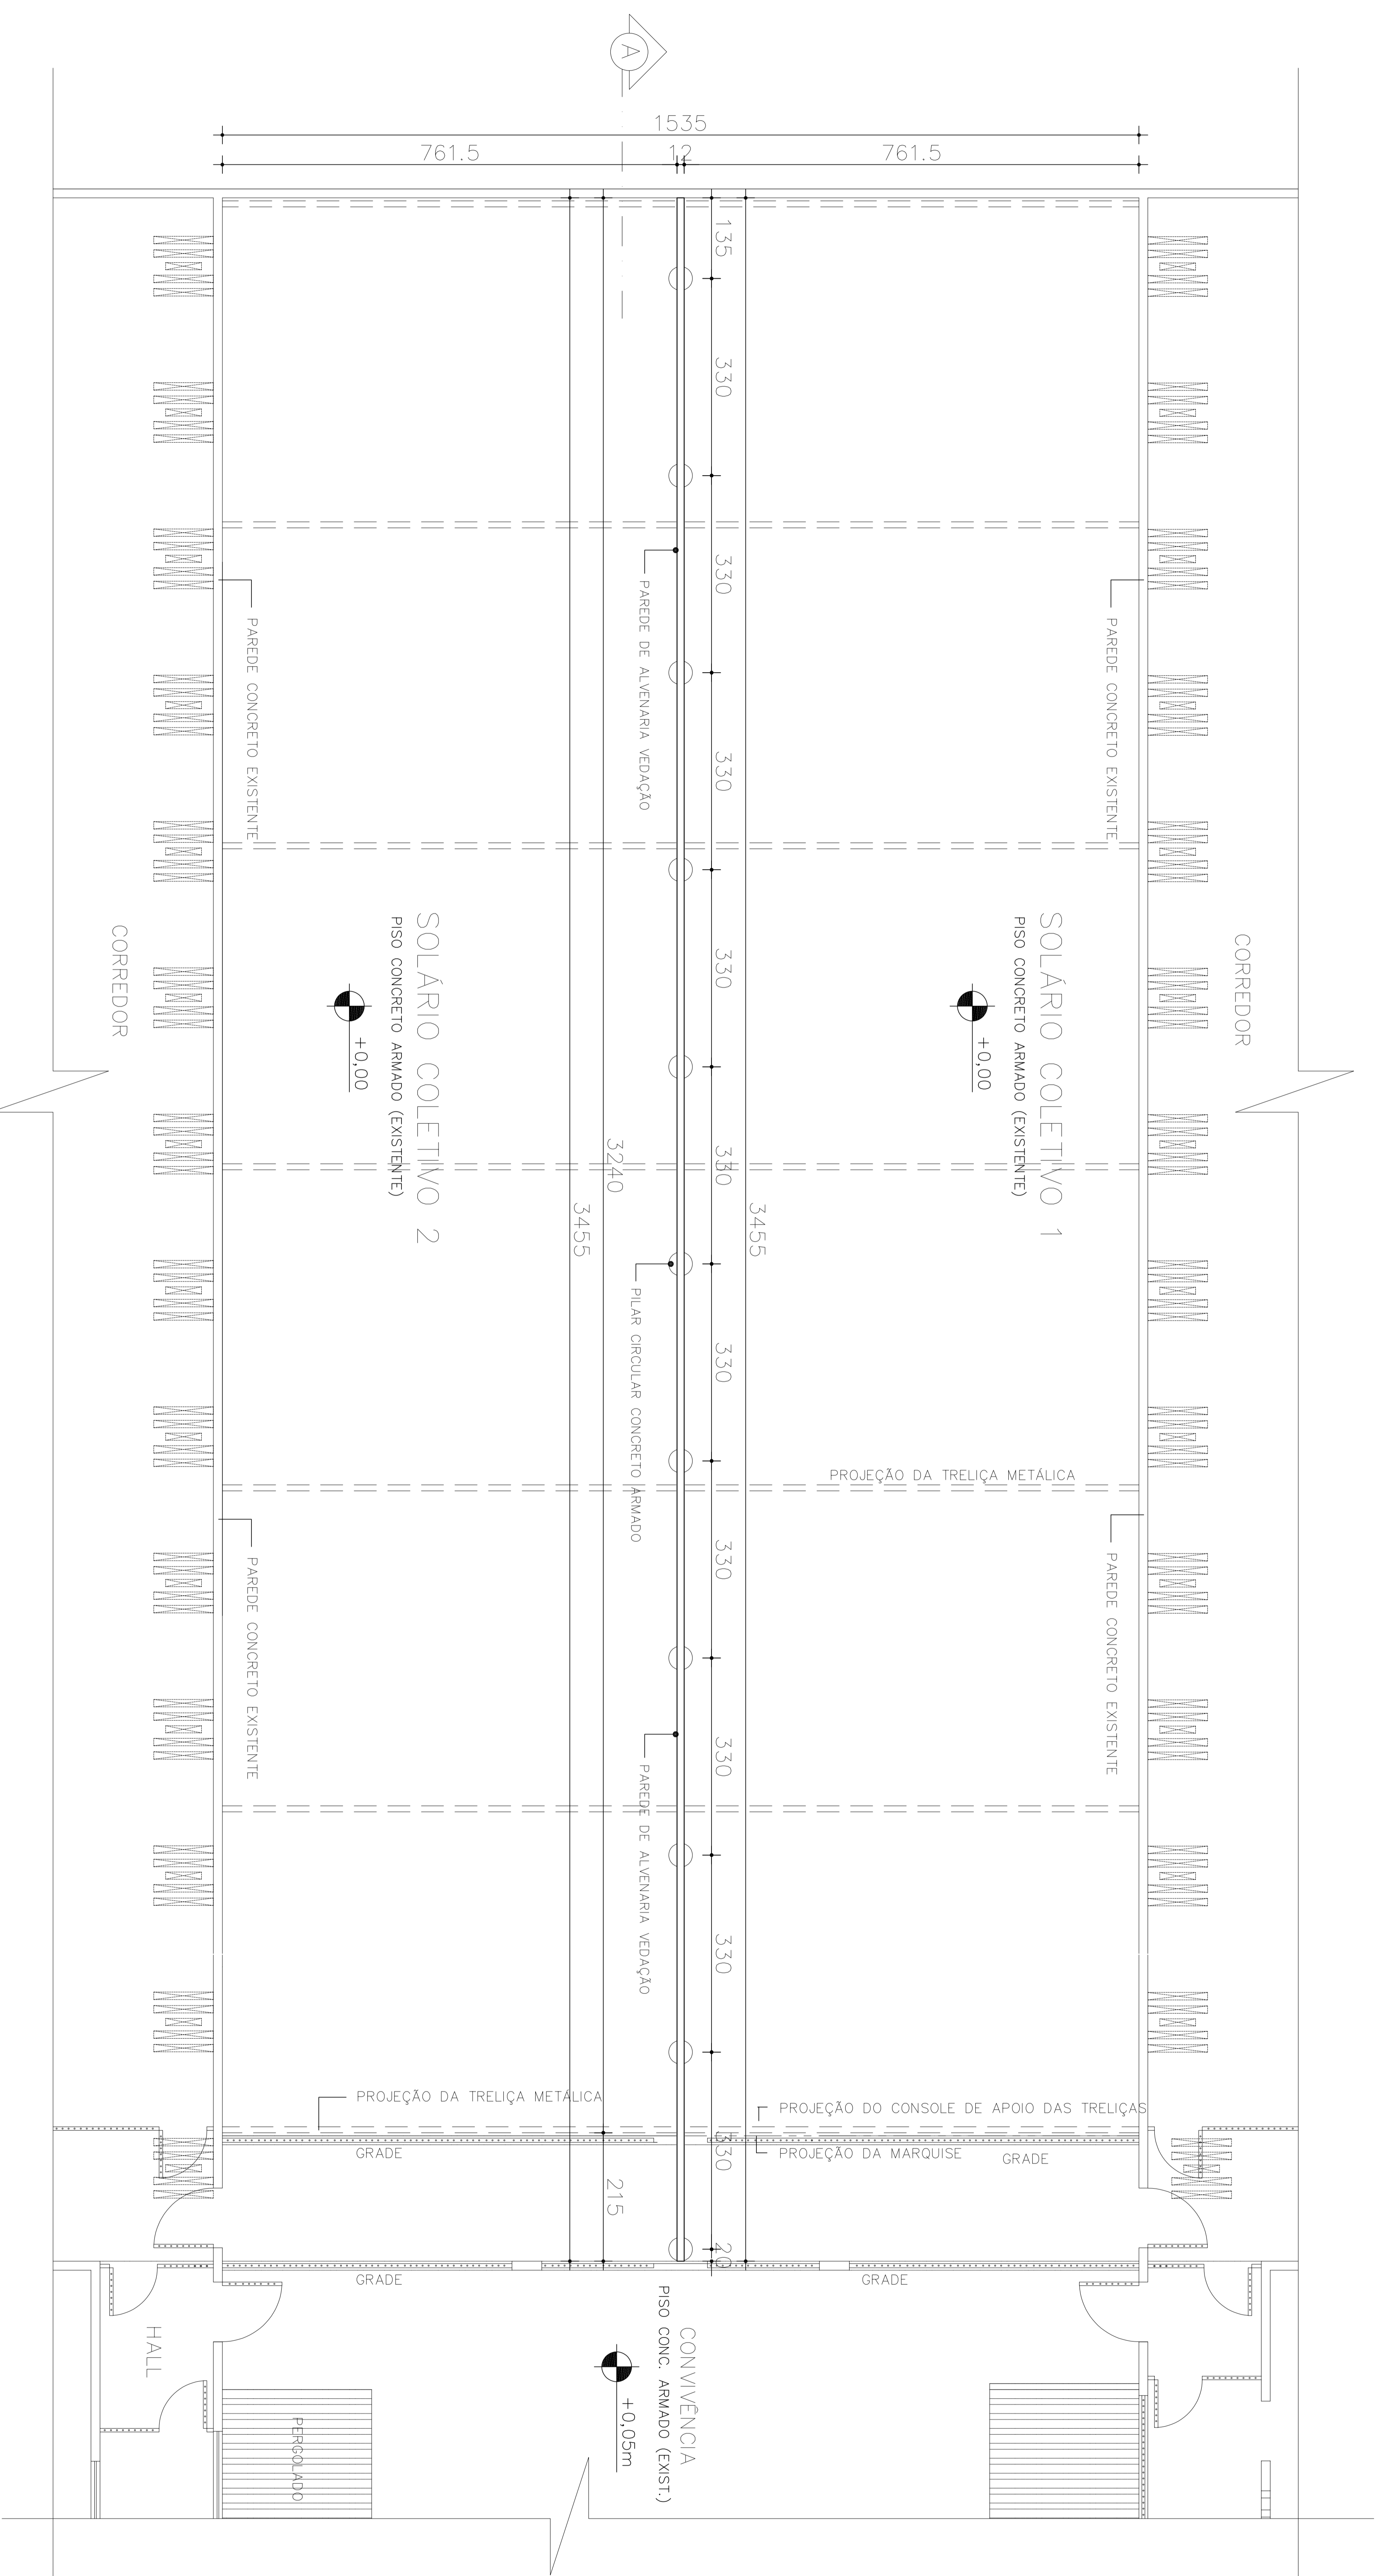 A
1535
761.5
12
761.5
135
330
330
330
330
330
330
330
330
330
330
20
3455
3240
3455
215
PAREDE DE ALVENARIA VEDAÇÃO
PAREDE CONCRETO EXISTENTE
PAREDE CONCRETO EXISTENTE
CORREDOR
CORREDOR
SOLÁRIO COLETIVO 2
PISO CONCRETO ARMADO (EXISTENTE)
+0,00
SOLÁRIO COLETIVO 1
PISO CONCRETO ARMADO (EXISTENTE)
+0,00
PILAR CIRCULAR CONCRETO ARMADO
PROJEÇÃO DA TRELIÇA METÁLICA
PAREDE CONCRETO EXISTENTE
PAREDE CONCRETO EXISTENTE
PAREDE DE ALVENARIA VEDAÇÃO
PROJEÇÃO DA TRELIÇA METÁLICA
PROJEÇÃO DO CONSOLE DE APOIO DAS TRELIÇAS
PROJEÇÃO DA MARQUISE
GRADE
GRADE
GRADE
GRADE
CONVIVÊNCIA
PISO CONC. ARMADO (EXIST.)
+0,05m
HALL
PERGOLADO